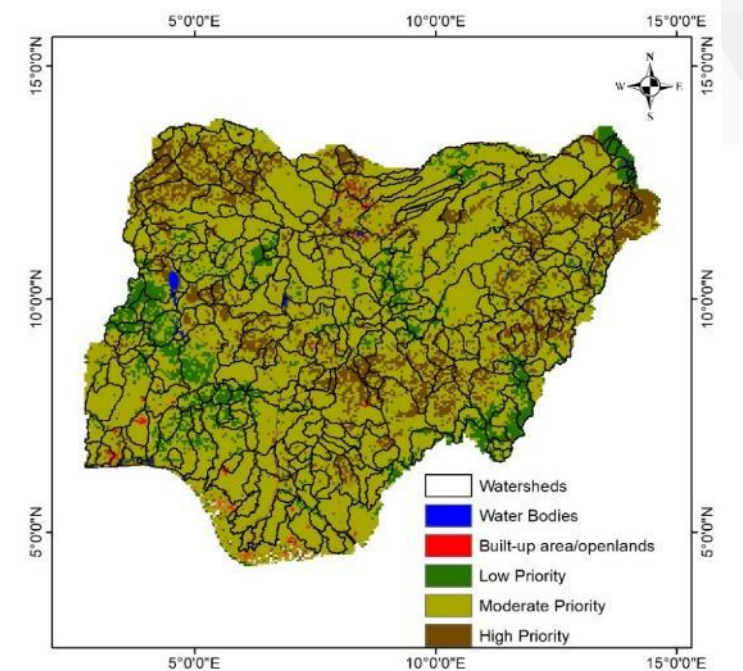 5°0'0"E 10°0'0"E 15°0'0"E
N
W E
S
15°0'0"N 15°0'0"N
10°0'0"N 10°0'0"N
5°0'0"N 5°0'0"N
Watersheds
Water Bodies
Built-up area/openlands
Low Priority
Moderate Priority
High Priority
5°0'0"E 10°0'0"E 15°0'0"E